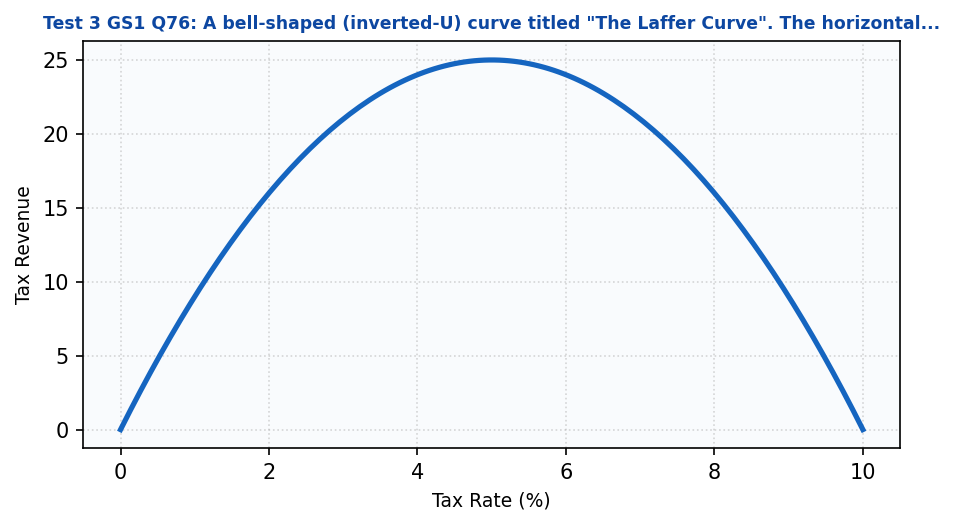 Test 3 GS1 Q76: A bell-shaped (inverted-U) curve titled "The Laffer Curve". The horizontal...
25
20
15
10
5
0
Tax Revenue
0 2 4 6 8 10
Tax Rate (%)